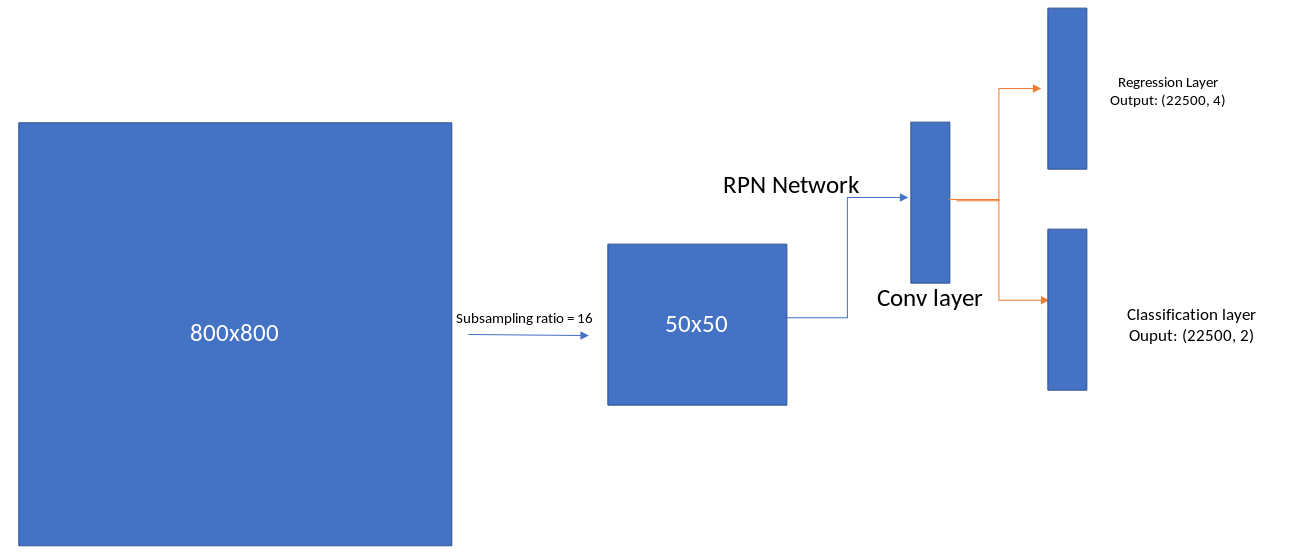 800x800
Subsampling ratio = 16
50x50
RPN Network
Conv layer
Regression Layer
Output: (22500, 4)
Classification layer
Ouput: (22500, 2)